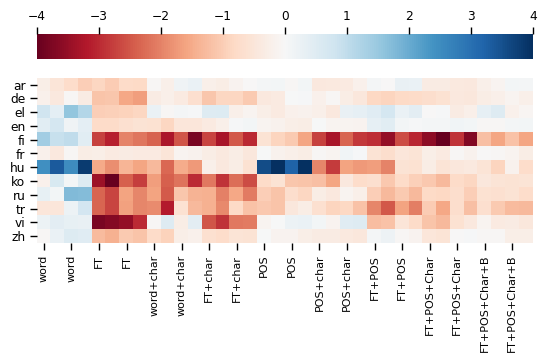 −4 −3 −2 −1 0 1 2 3 4
ar
de
el
en
fi
fr
hu
ko
ru
tr
vi
zh
word
word
FT
FT
word+char
word+char
FT+char
FT+char
POS
POS
POS+char
POS+char
FT+POS
FT+POS
FT+POS+Char
FT+POS+Char
FT+POS+Char+B
FT+POS+Char+B